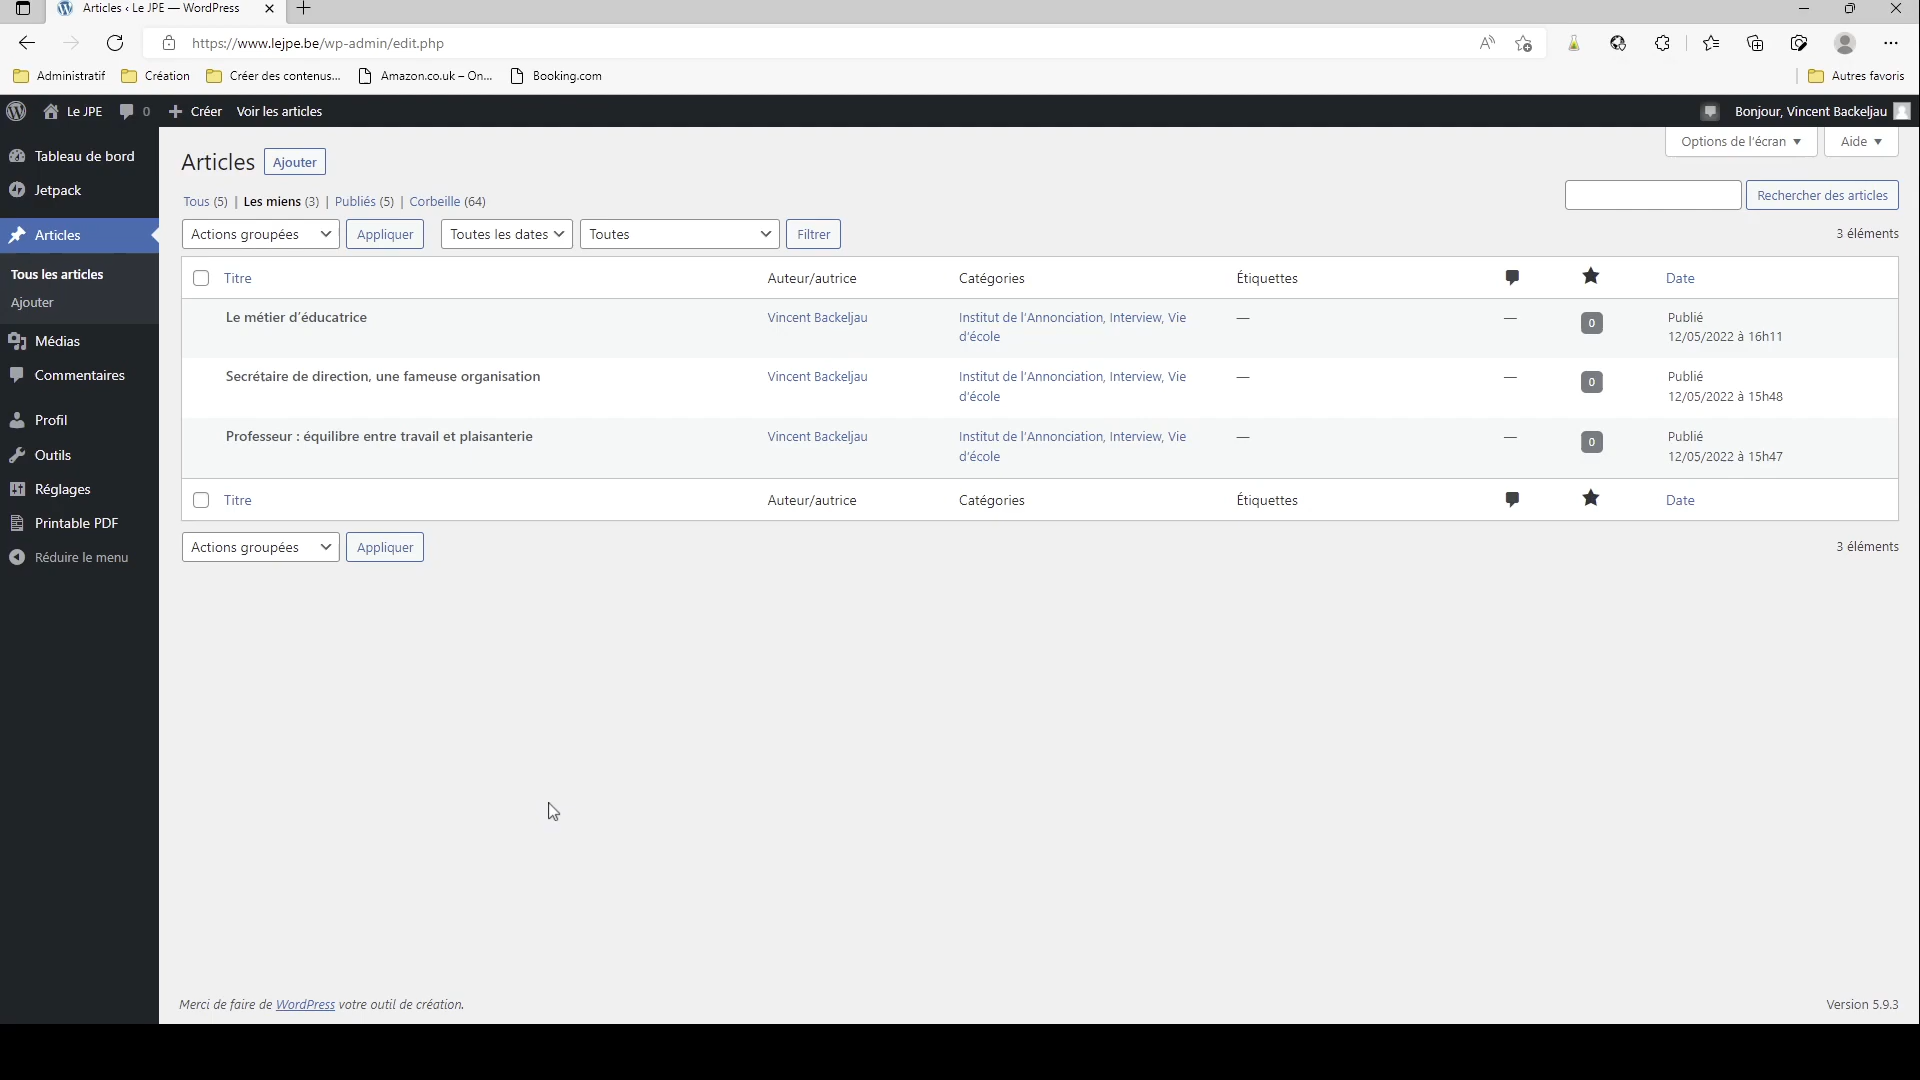 Articles ‹ Le JPE — WordPress
https://www.lejpe.be/wp-admin/edit.php
Administratif Création Créer des contenus... Amazon.co.uk – On... Booking.com Autres favoris
Le JPE 0 Créer Voir les articles Bonjour, Vincent Backeljau
Tableau de bord
Jetpack
Articles
Tous les articles
Ajouter
Médias
Commentaires
Profil
Outils
Réglages
Printable PDF
Réduire le menu
Options de l'écran Aide
Articles Ajouter
Tous (5) | Les miens (3) | Publiés (5) | Corbeille (64)
Rechercher des articles
Actions groupées Appliquer Toutes les dates Toutes Filtrer 3 éléments
Titre Auteur/autrice Catégories Étiquettes Date
Le métier d'éducatrice Vincent Backeljau Institut de l'Annonciation, Interview, Vie — — 0 Publié
d'école 12/05/2022 à 16h11
Secrétaire de direction, une fameuse organisation Vincent Backeljau Institut de l'Annonciation, Interview, Vie — — 0 Publié
d'école 12/05/2022 à 15h48
Professeur : équilibre entre travail et plaisanterie Vincent Backeljau Institut de l'Annonciation, Interview, Vie — — 0 Publié
d'école 12/05/2022 à 15h47
Titre Auteur/autrice Catégories Étiquettes Date
Actions groupées Appliquer 3 éléments
Merci de faire de WordPress votre outil de création. Version 5.9.3